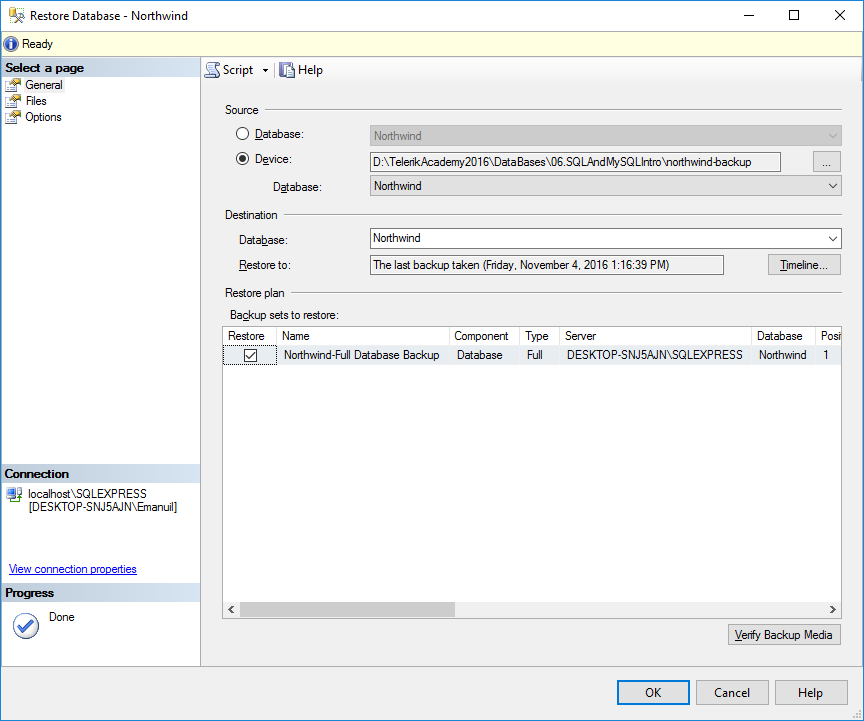 Restore Database - Northwind
Ready
Select a page
General
Files
Options
Script
Help
Source
Database:
Northwind
Device:
D:\TelerikAcademy2016\DataBases\06.SQLAndMySQLIntro\northwind-backup
...
Database:
Northwind
Destination
Database:
Northwind
Restore to:
The last backup taken (Friday, November 4, 2016 1:16:39 PM)
Timeline...
Restore plan
Backup sets to restore:
Restore Name Component Type Server Database Posit
Northwind-Full Database Backup Database Full DESKTOP-SNJ5AJN\SQLEXPRESS Northwind 1
Connection
localhost\SQLEXPRESS
[DESKTOP-SNJ5AJN\Emanuil]
View connection properties
Progress
Done
Verify Backup Media
OK
Cancel
Help